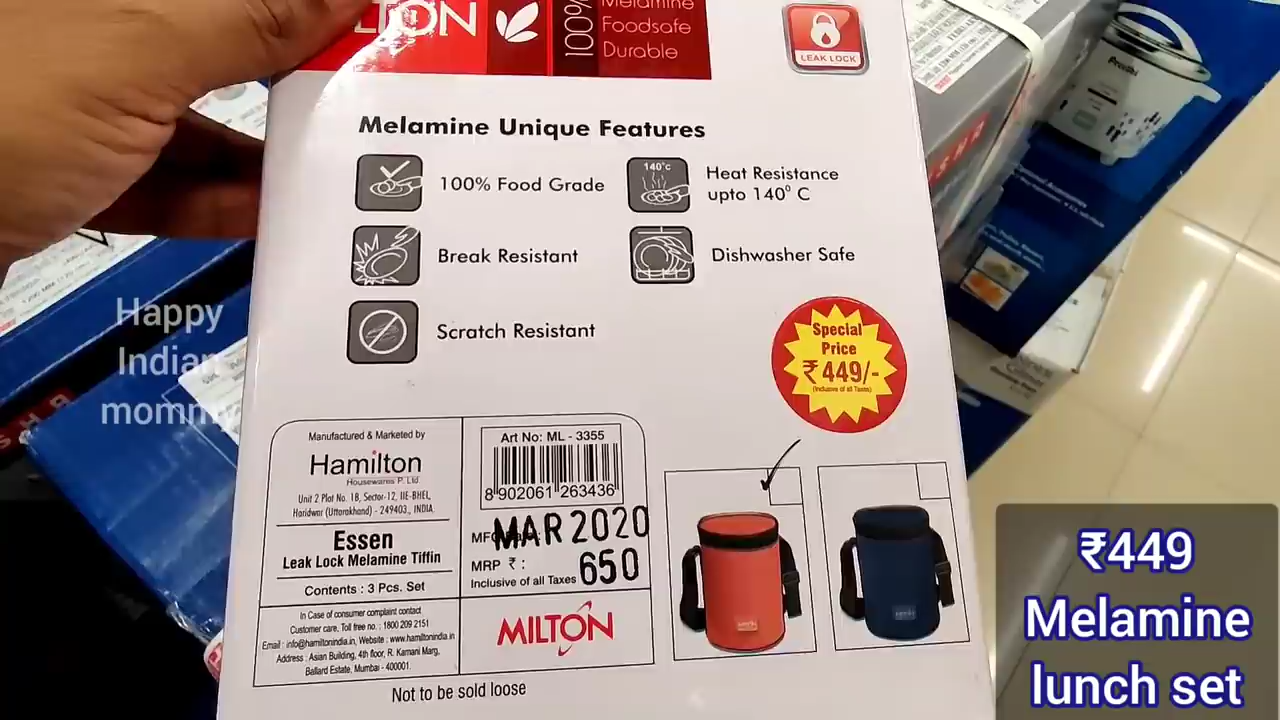 LTON
100%
Melamine
Foodsafe
Durable
LEAK LOCK
Melamine Unique Features
100% Food Grade
140°c
Heat Resistance
upto 140⁰ C
Break Resistant
Dishwasher Safe
Scratch Resistant
Special
Price
₹ 449/-
(Inclusive of all Taxes)
Manufactured & Marketed by
Hamilton
Housewares P. Ltd.
Unit 2 Plot No. 18, Sector-12, IIE-BHEL,
Haridwar (Uttarakhand) - 249403., INDIA.
Essen
Leak Lock Melamine Tiffin
Contents : 3 Pcs. Set
In Case of consumer complaint contact
Customer care, Toll free no. : 1800 209 2151
Email : info@hamiltonindia.in, Website : www.hamiltonindia.in
Address : Asian Building, 4th floor, R. Kamani Marg,
Ballard Estate, Mumbai - 400001.
Art No: ML - 3355
8 902061 263436
MAR 2020
MRP ₹ :
650
Inclusive of all Taxes
MILTON
Not to be sold loose
Preethi
Happy
Indian
mommy
₹449
Melamine
lunch set